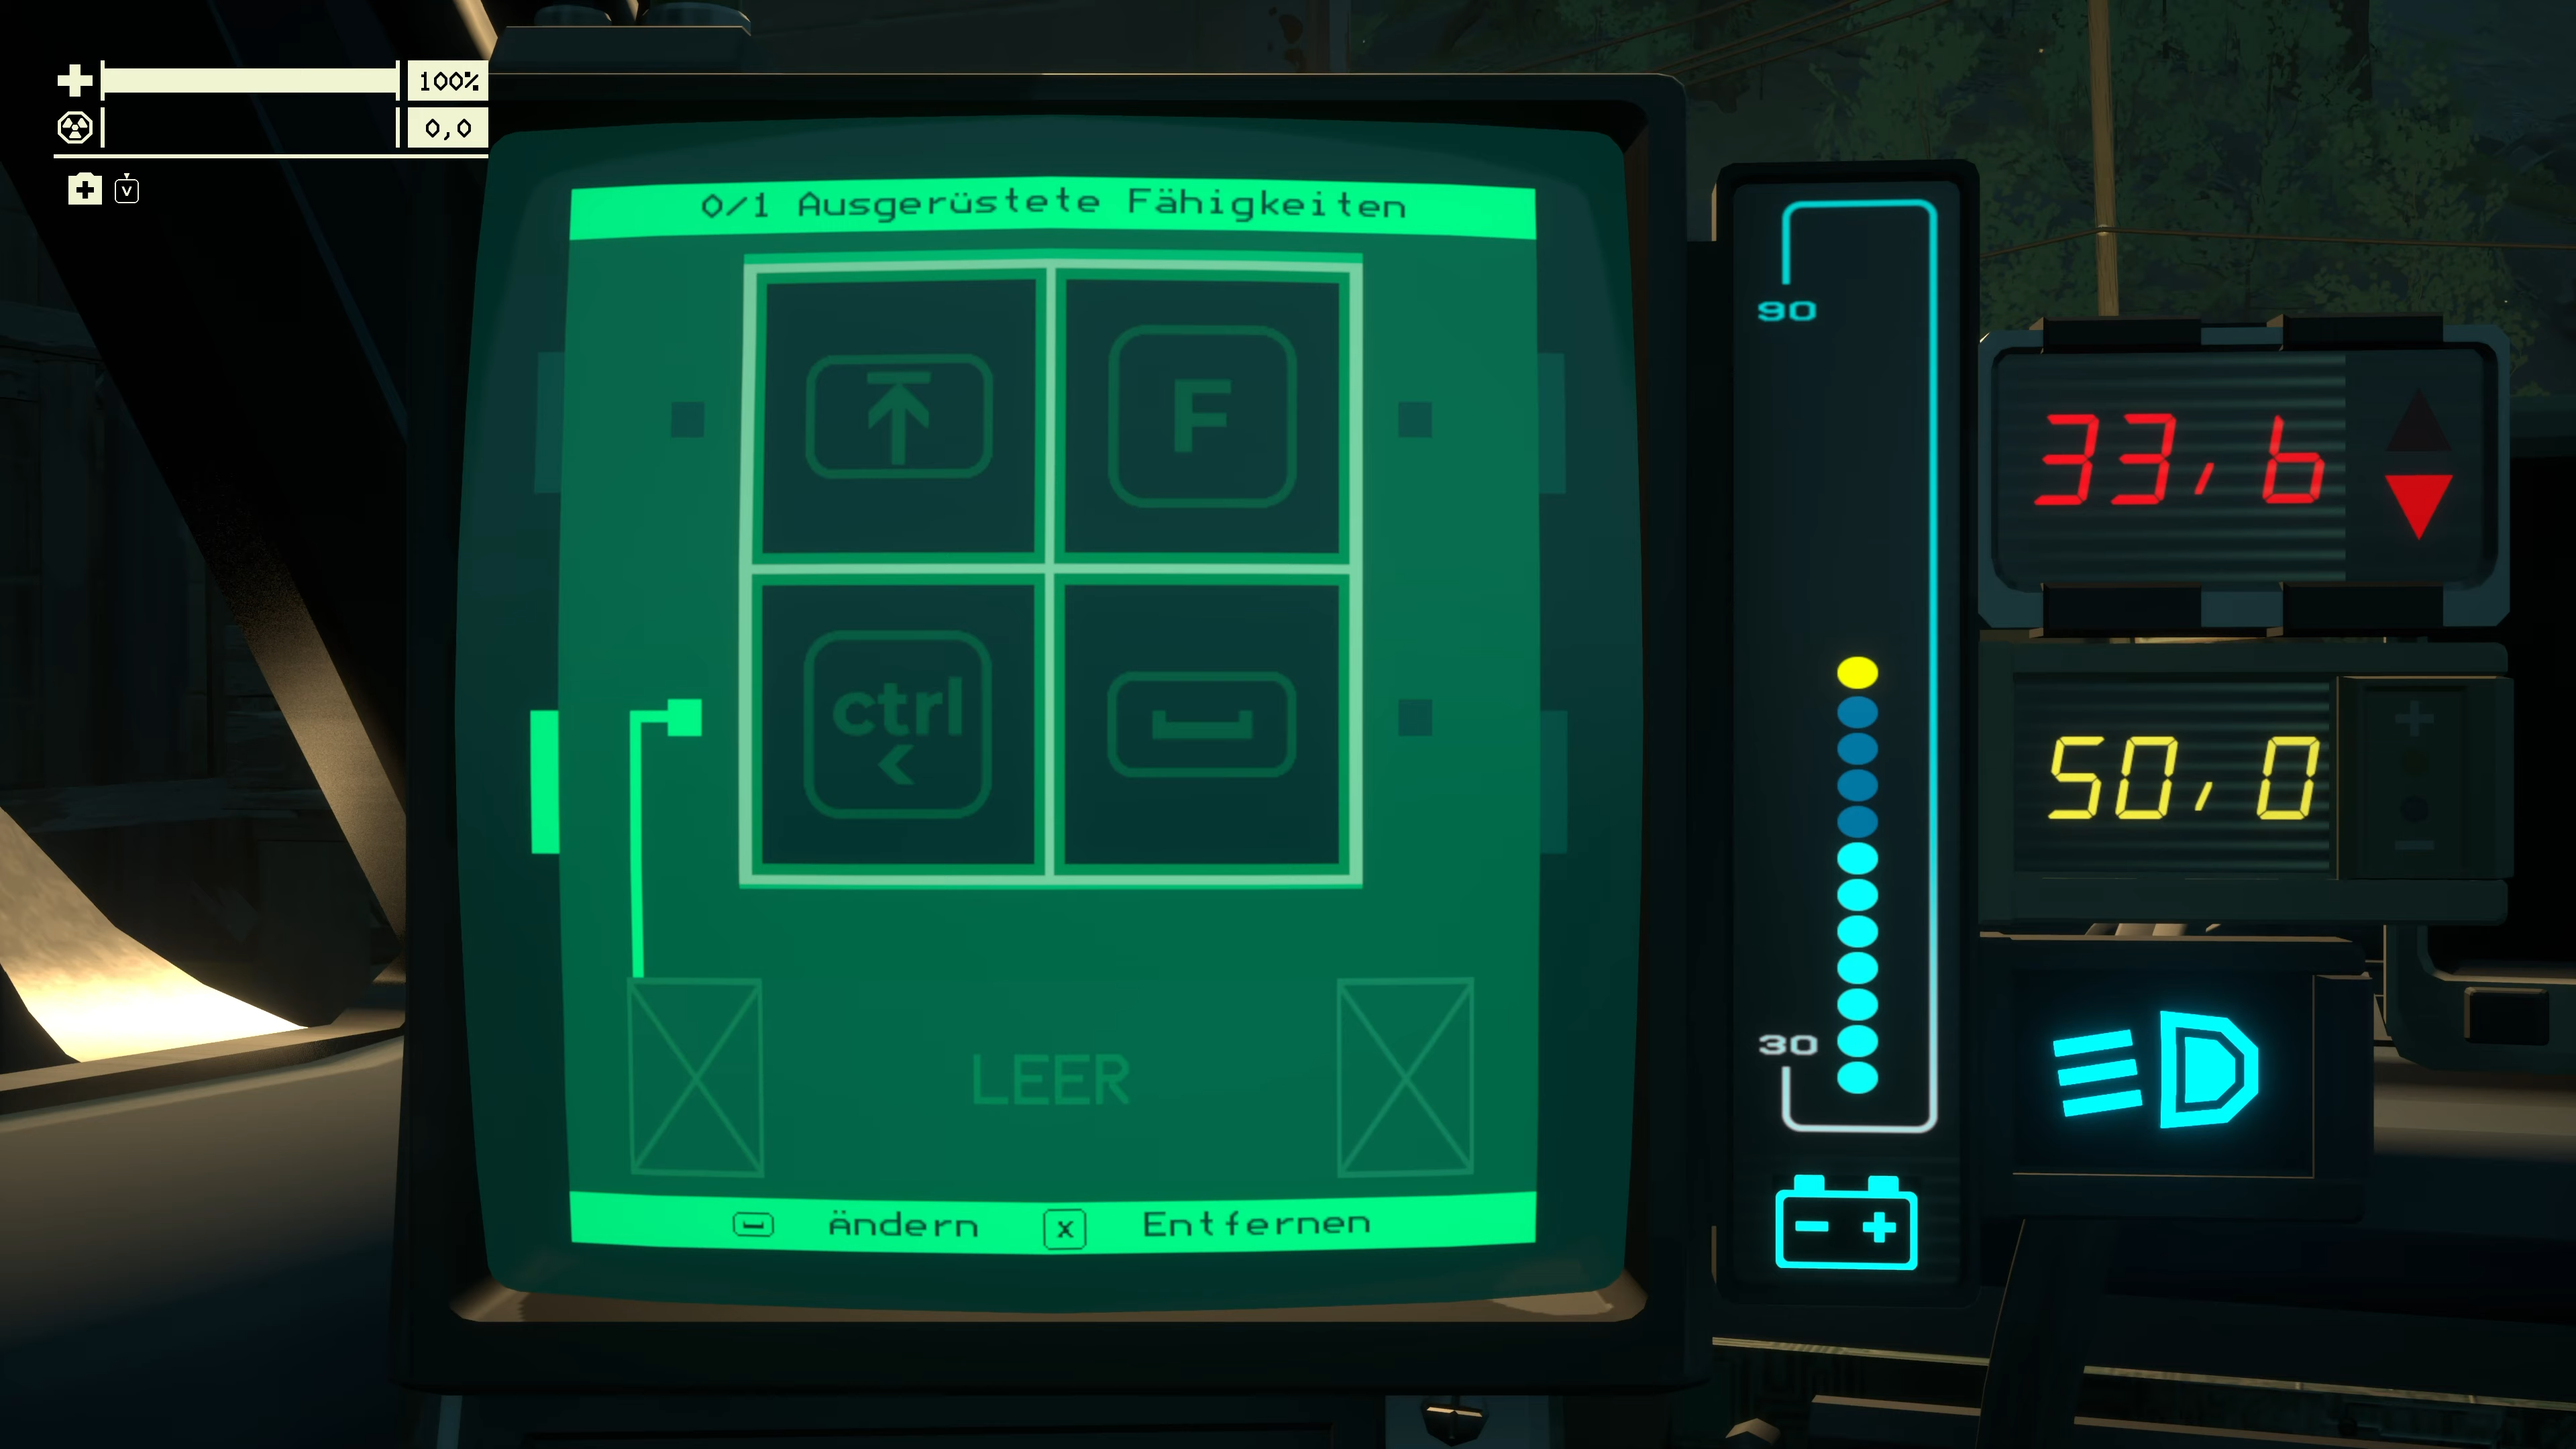 100%
0,0
v
0/1 Ausgerüstete Fähigkeiten
F
ctrl
LEER
Ändern x Entfernen
90
30
33,6
50,0